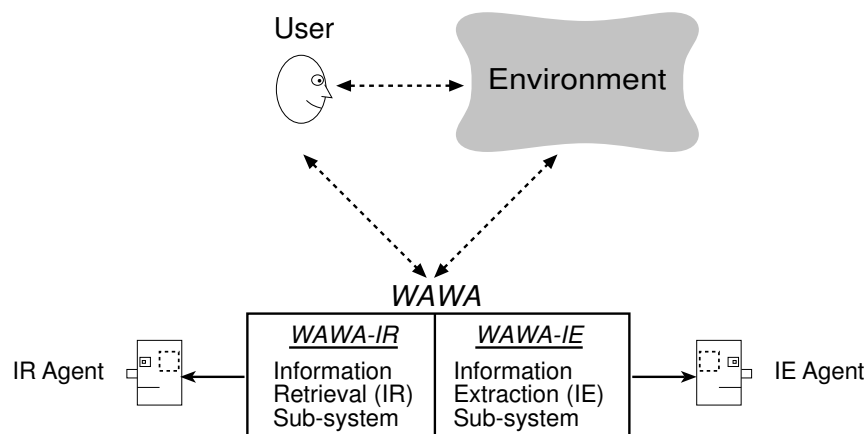 User
Environment
WAWA
WAWA-IR
Information
Retrieval (IR)
Sub-system
WAWA-IE
Information
Extraction (IE)
Sub-system
IR Agent
IE Agent